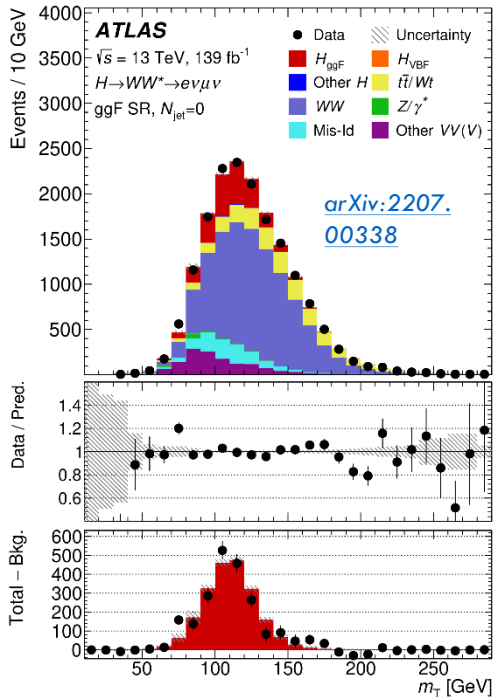 Events / 10 GeV
4000
3500
3000
2500
2000
1500
1000
500
ATLAS
√s = 13 TeV, 139 fb⁻¹
H→WW*→eνμν
ggF SR, N_jet=0
Data
Uncertainty
H_ggF
H_VBF
Other H
tt̄/Wt
WW
Z/γ*
Mis-Id
Other VV(V)
arXiv:2207.
00338
Data / Pred.
1.4
1.2
1
0.8
0.6
Total − Bkg.
600
500
400
300
200
100
0
50 100 150 200 250
m_T [GeV]